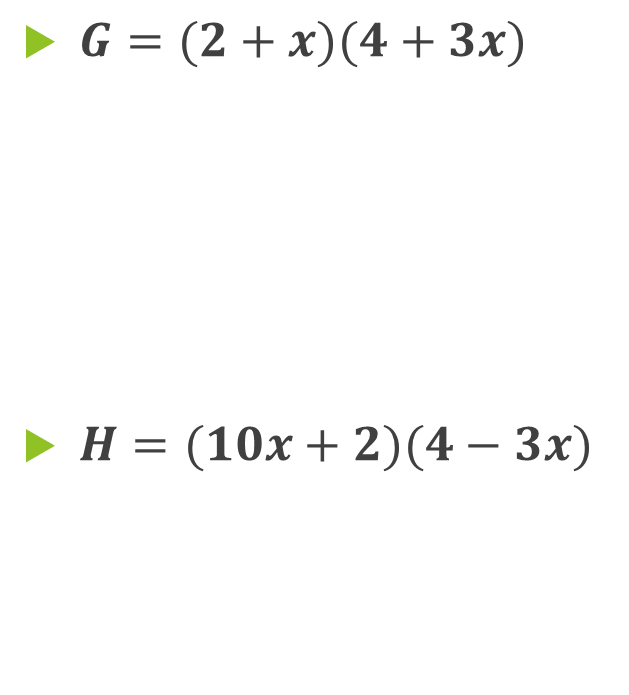 G = (2 + x)(4 + 3x)
H = (10x + 2)(4 − 3x)